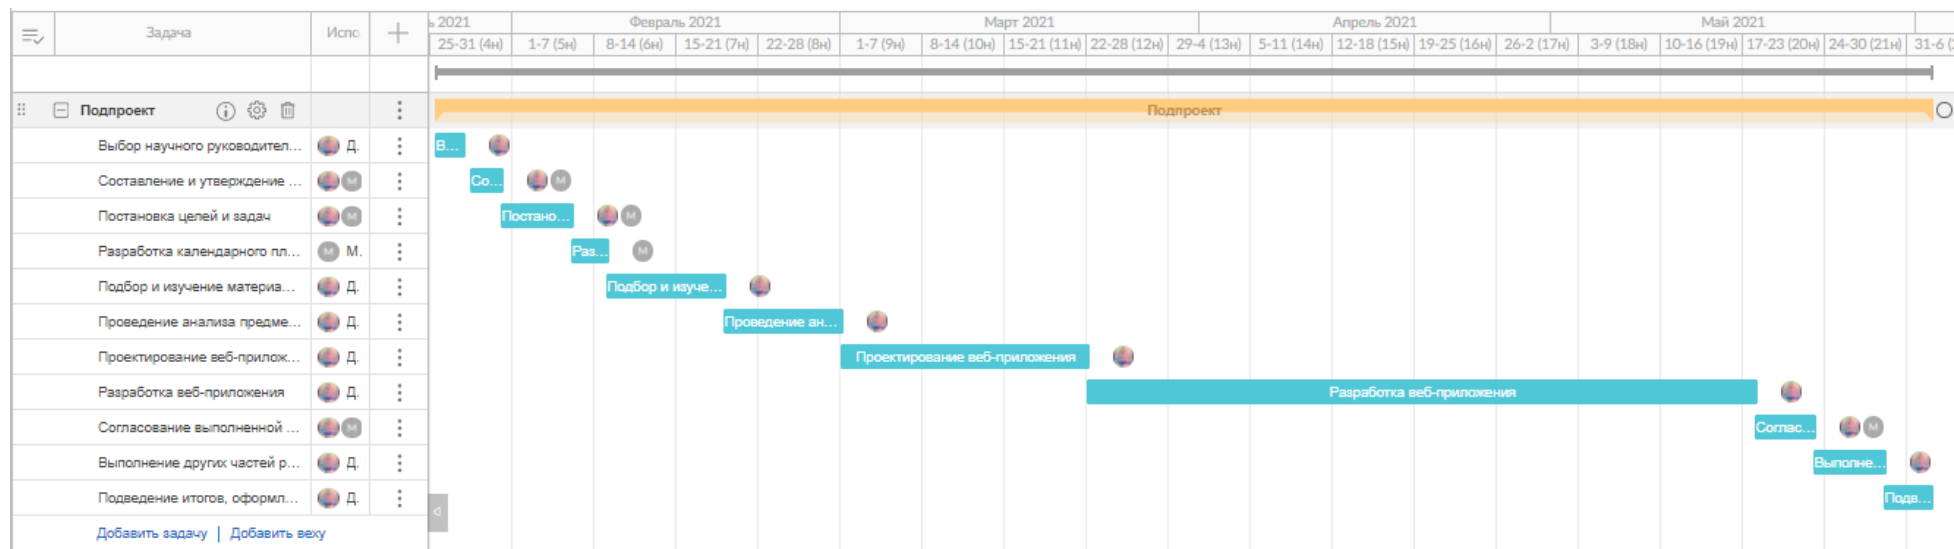 Задача Испо
ь 2021 Февраль 2021 Март 2021 Апрель 2021 Май 2021
25-31 (4н) 1-7 (5н) 8-14 (6н) 15-21 (7н) 22-28 (8н) 1-7 (9н) 8-14 (10н) 15-21 (11н) 22-28 (12н) 29-4 (13н) 5-11 (14н) 12-18 (15н) 19-25 (16н) 26-2 (17н) 3-9 (18н) 10-16 (19н) 17-23 (20н) 24-30 (21н) 31-6 (
Подпроект Подпроект
Выбор научного руководител... Д. В...
Составление и утверждение ... М Со... М
Постановка целей и задач М Постано... М
Разработка календарного пл... М М. Раз... М
Подбор и изучение материа... Д. Подбор и изуче...
Проведение анализа предме... Д. Проведение ан...
Проектирование веб-прилож... Д. Проектирование веб-приложения
Разработка веб-приложения Д. Разработка веб-приложения
Согласование выполненной ... М Соглас... М
Выполнение других частей р... Д. Выполне...
Подведение итогов, оформл... Д. Подв...
Добавить задачу | Добавить веху